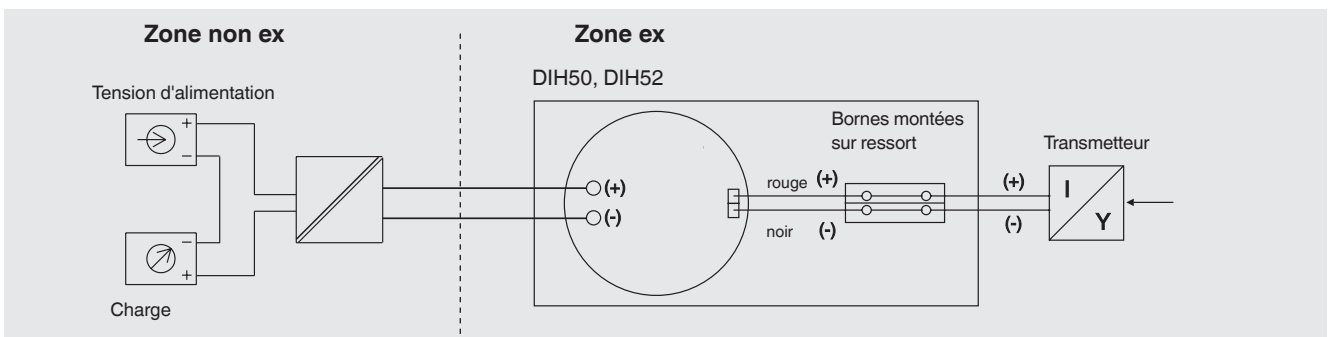 Zone non ex
Zone ex
DIH50, DIH52
Tension d'alimentation
+
−
Bornes montées
sur ressort
Transmetteur
(+)
(-)
rouge (+)
noir (-)
(+)
(-)
I
Y
−
+
Charge